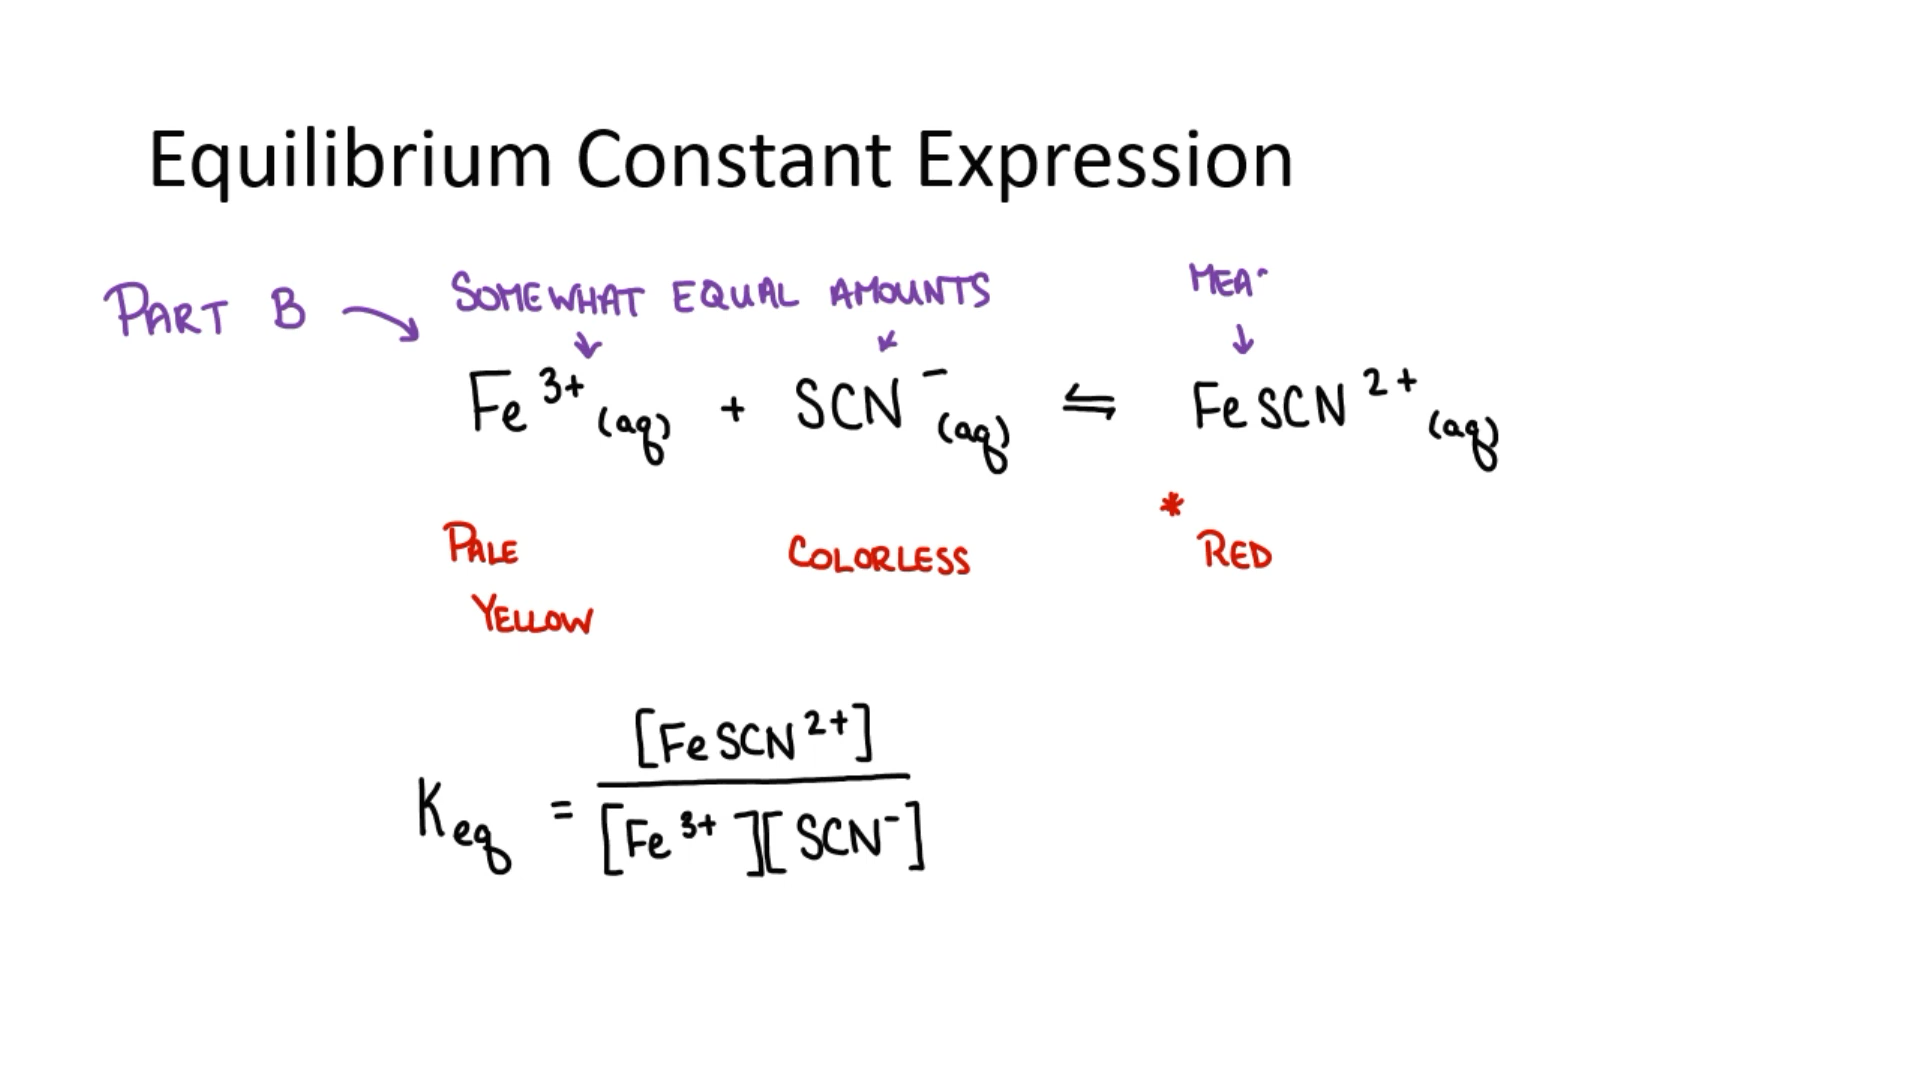 Equilibrium Constant Expression
PART B → SOMEWHAT EQUAL AMOUNTS
Fe³⁺(aq) + SCN⁻(aq) ⇌ FeSCN²⁺(aq)
PALE YELLOW COLORLESS * RED
Keq = [FeSCN²⁺] / [Fe³⁺][SCN⁻]